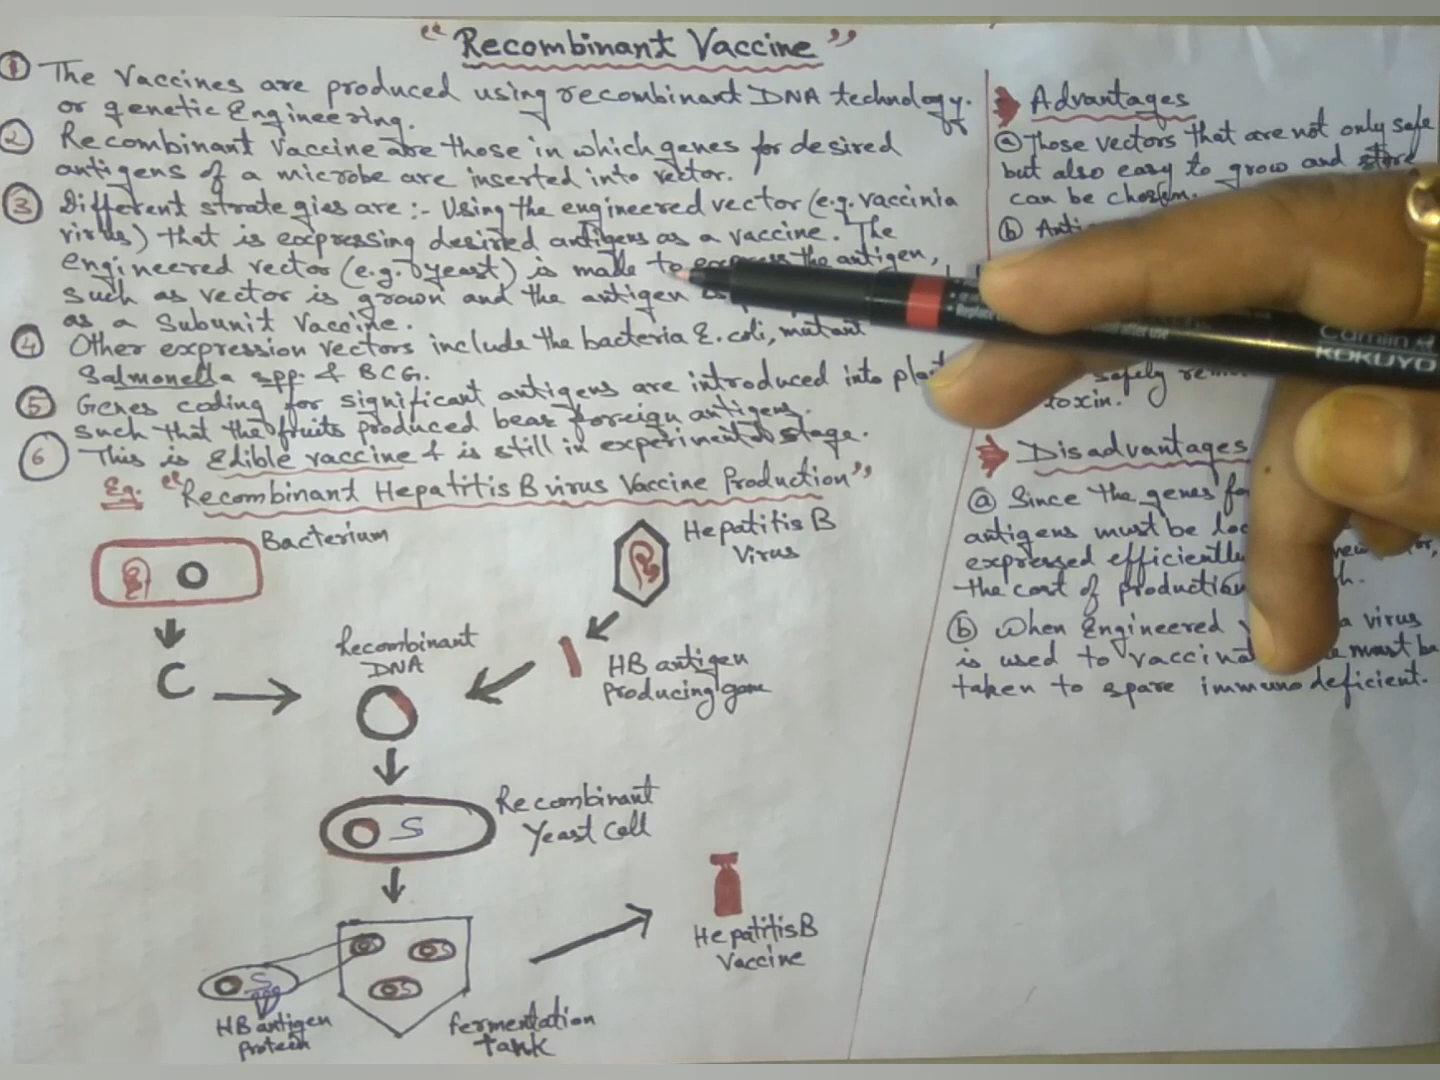 "Recombinant Vaccine"
① The Vaccines are produced using recombinant DNA technology.
or genetic Engineering.
② Recombinant Vaccine are those in which genes for desired
antigens of a microbe are inserted into vector.
③ Different strategies are :- Using the engineered vector (e.g. vaccinia
virus) that is expressing desired antigens as a vaccine. The
engineered vector (e.g. yeast) is made to express the antigen,
such as vector is grown and the antigen
as a Subunit Vaccine.
④ Other expression vectors include the bacteria E. coli, mutant
Salmonella spp. & BCG.
⑤ Genes coding for significant antigens are introduced into
such that the fruits produced bear foreign antigens.
⑥ This is Edible vaccine & is still in experimental stage.
Eg. "Recombinant Hepatitis B virus Vaccine Production"
Bacterium
Hepatitis B
Virus
C
Recombinant
DNA
HB antigen
producing gone
Recombinant
Yeast Cell
S
Hepatitis B
Vaccine
S
S
S
S
HB antigen
protein
fermentation
tank
Advantages
ⓐ Those vectors that are not only safe
but also easy to grow and store
can be chosen.
ⓑ
safely
toxin.
Disadvantages
ⓐ Since the genes
antigens must be
expressed efficiently
the cost of production
ⓑ When Engineered a virus
is used to must be
taken to spare immuno deficient.
Camlin
KOKUYO